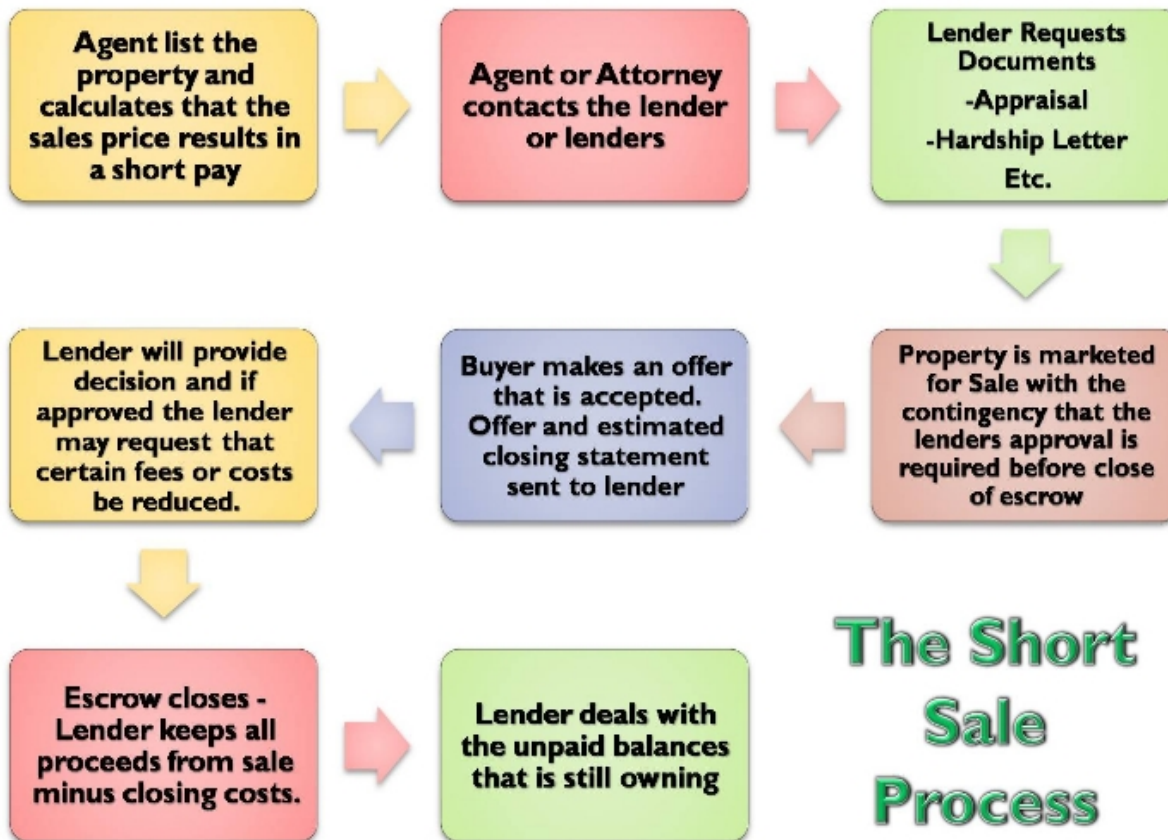 Agent list the
property and
calculates that the
sales price results in
a short pay
Agent or Attorney
contacts the lender
or lenders
Lender Requests
Documents
-Appraisal
-Hardship Letter
Etc.
Property is marketed
for Sale with the
contingency that the
lenders approval is
required before close
of escrow
Buyer makes an offer
that is accepted.
Offer and estimated
closing statement
sent to lender
Lender will provide
decision and if
approved the lender
may request that
certain fees or costs
be reduced.
Escrow closes -
Lender keeps all
proceeds from sale
minus closing costs.
Lender deals with
the unpaid balances
that is still owning
The Short
Sale
Process